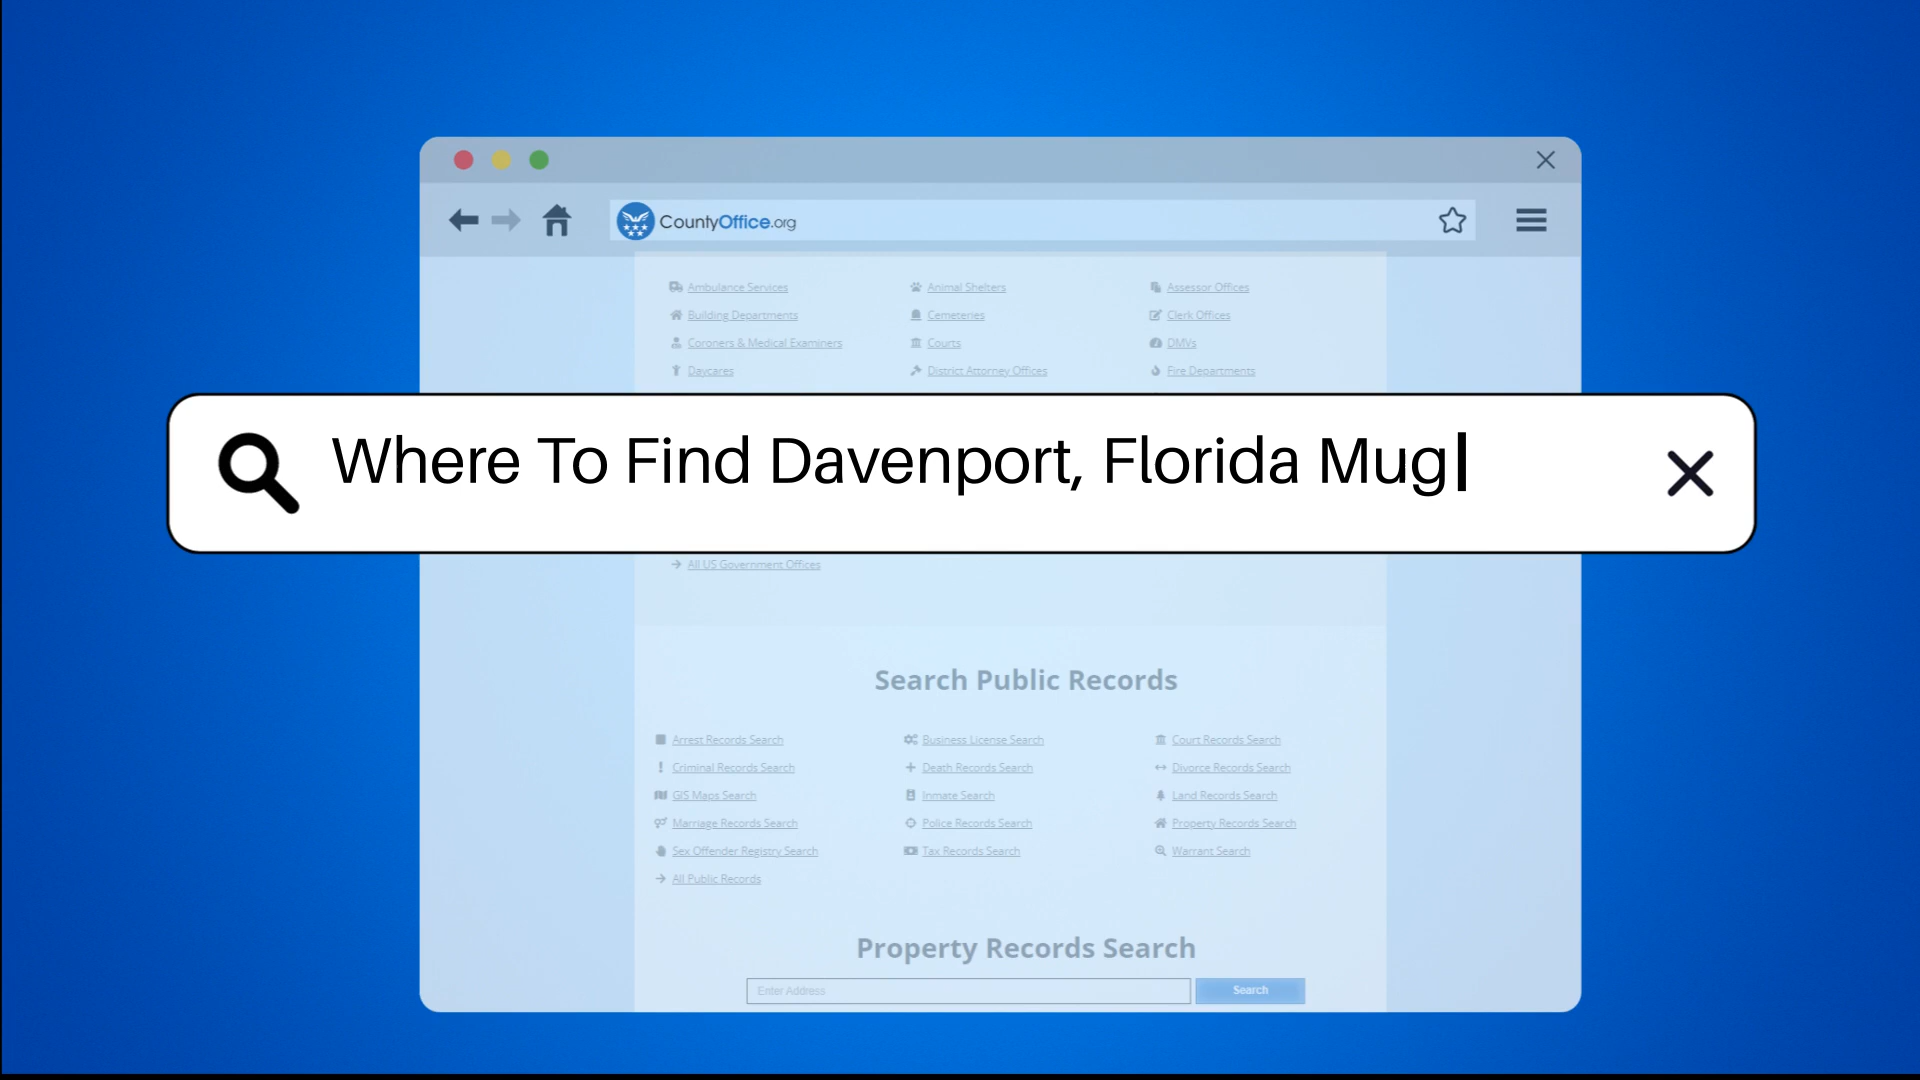 CountyOffice.org
Ambulance Services Animal Shelters Assessor Offices
Building Departments Cemeteries Clerk Offices
Coroners & Medical Examiners Courts DMVs
Daycares District Attorney Offices Fire Departments
Where To Find Davenport, Florida Mug
All US Government Offices
Search Public Records
Arrest Records Search Business License Search Court Records Search
Criminal Records Search Death Records Search Divorce Records Search
GIS Maps Search Inmate Search Land Records Search
Marriage Records Search Police Records Search Property Records Search
Sex Offender Registry Search Tax Records Search Warrant Search
All Public Records
Property Records Search
Enter Address Search